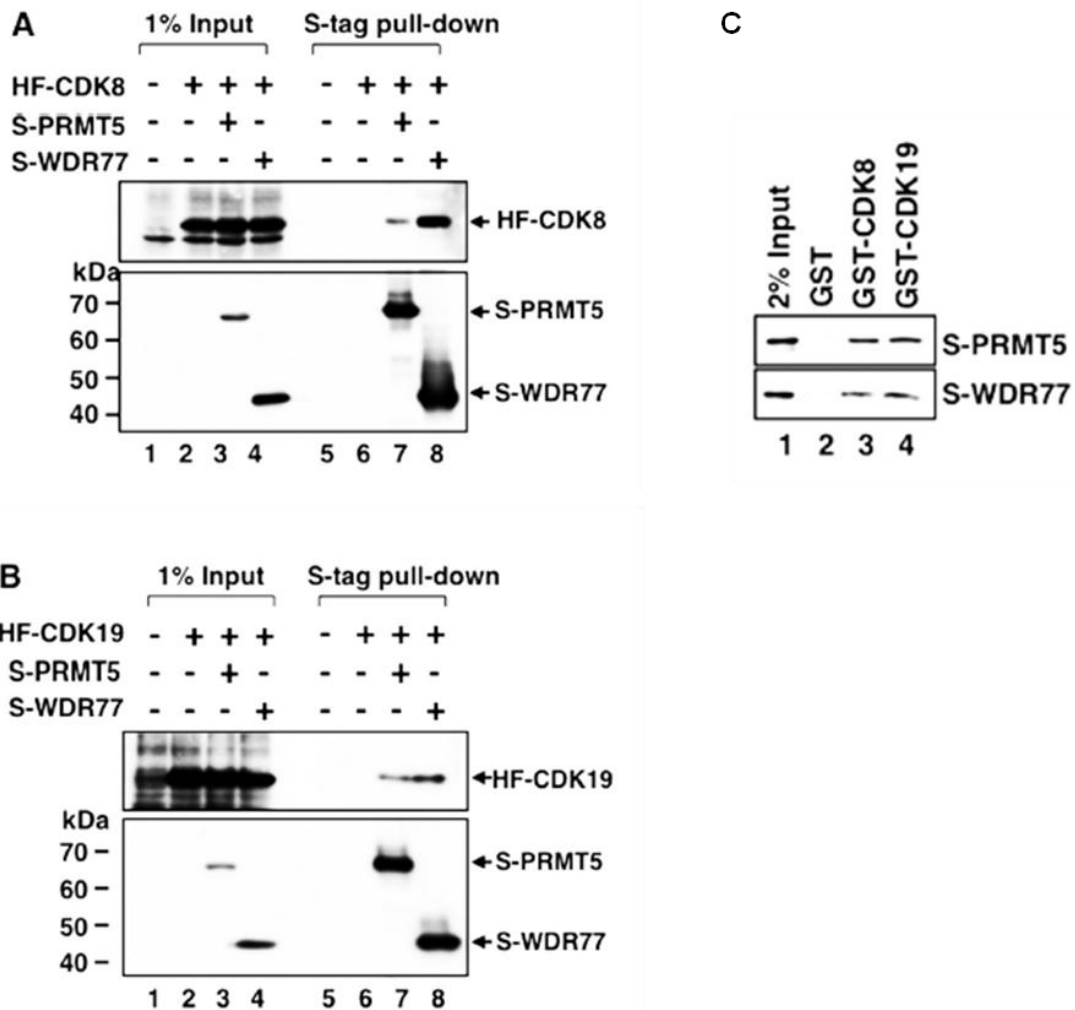 A
1% Input S-tag pull-down
HF-CDK8 - + + + - + + +
S-PRMT5 - - + - - - + -
S-WDR77 - - - + - - - +
HF-CDK8
kDa
70
60
50
40
S-PRMT5
S-WDR77
1 2 3 4 5 6 7 8
B
1% Input S-tag pull-down
HF-CDK19 - + + + - + + +
S-PRMT5 - - + - - - + -
S-WDR77 - - - + - - - +
HF-CDK19
kDa
70
60
50
40
S-PRMT5
S-WDR77
1 2 3 4 5 6 7 8
C
2% Input
GST
GST-CDK8
GST-CDK19
S-PRMT5
S-WDR77
1 2 3 4